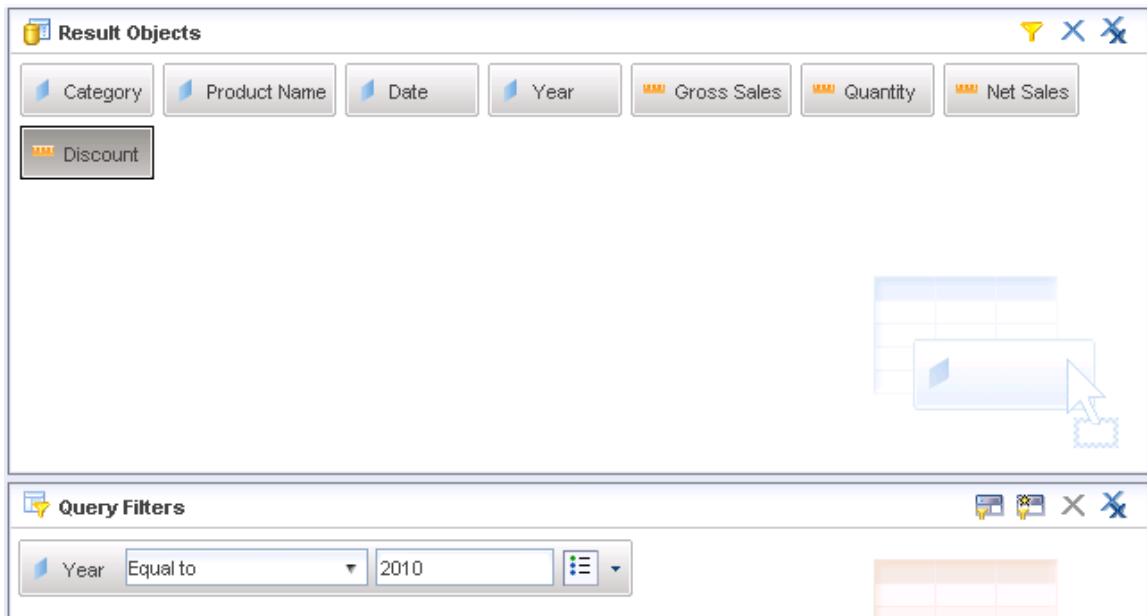 Result Objects
Category Product Name Date Year Gross Sales Quantity Net Sales
Discount
Query Filters
Year Equal to 2010